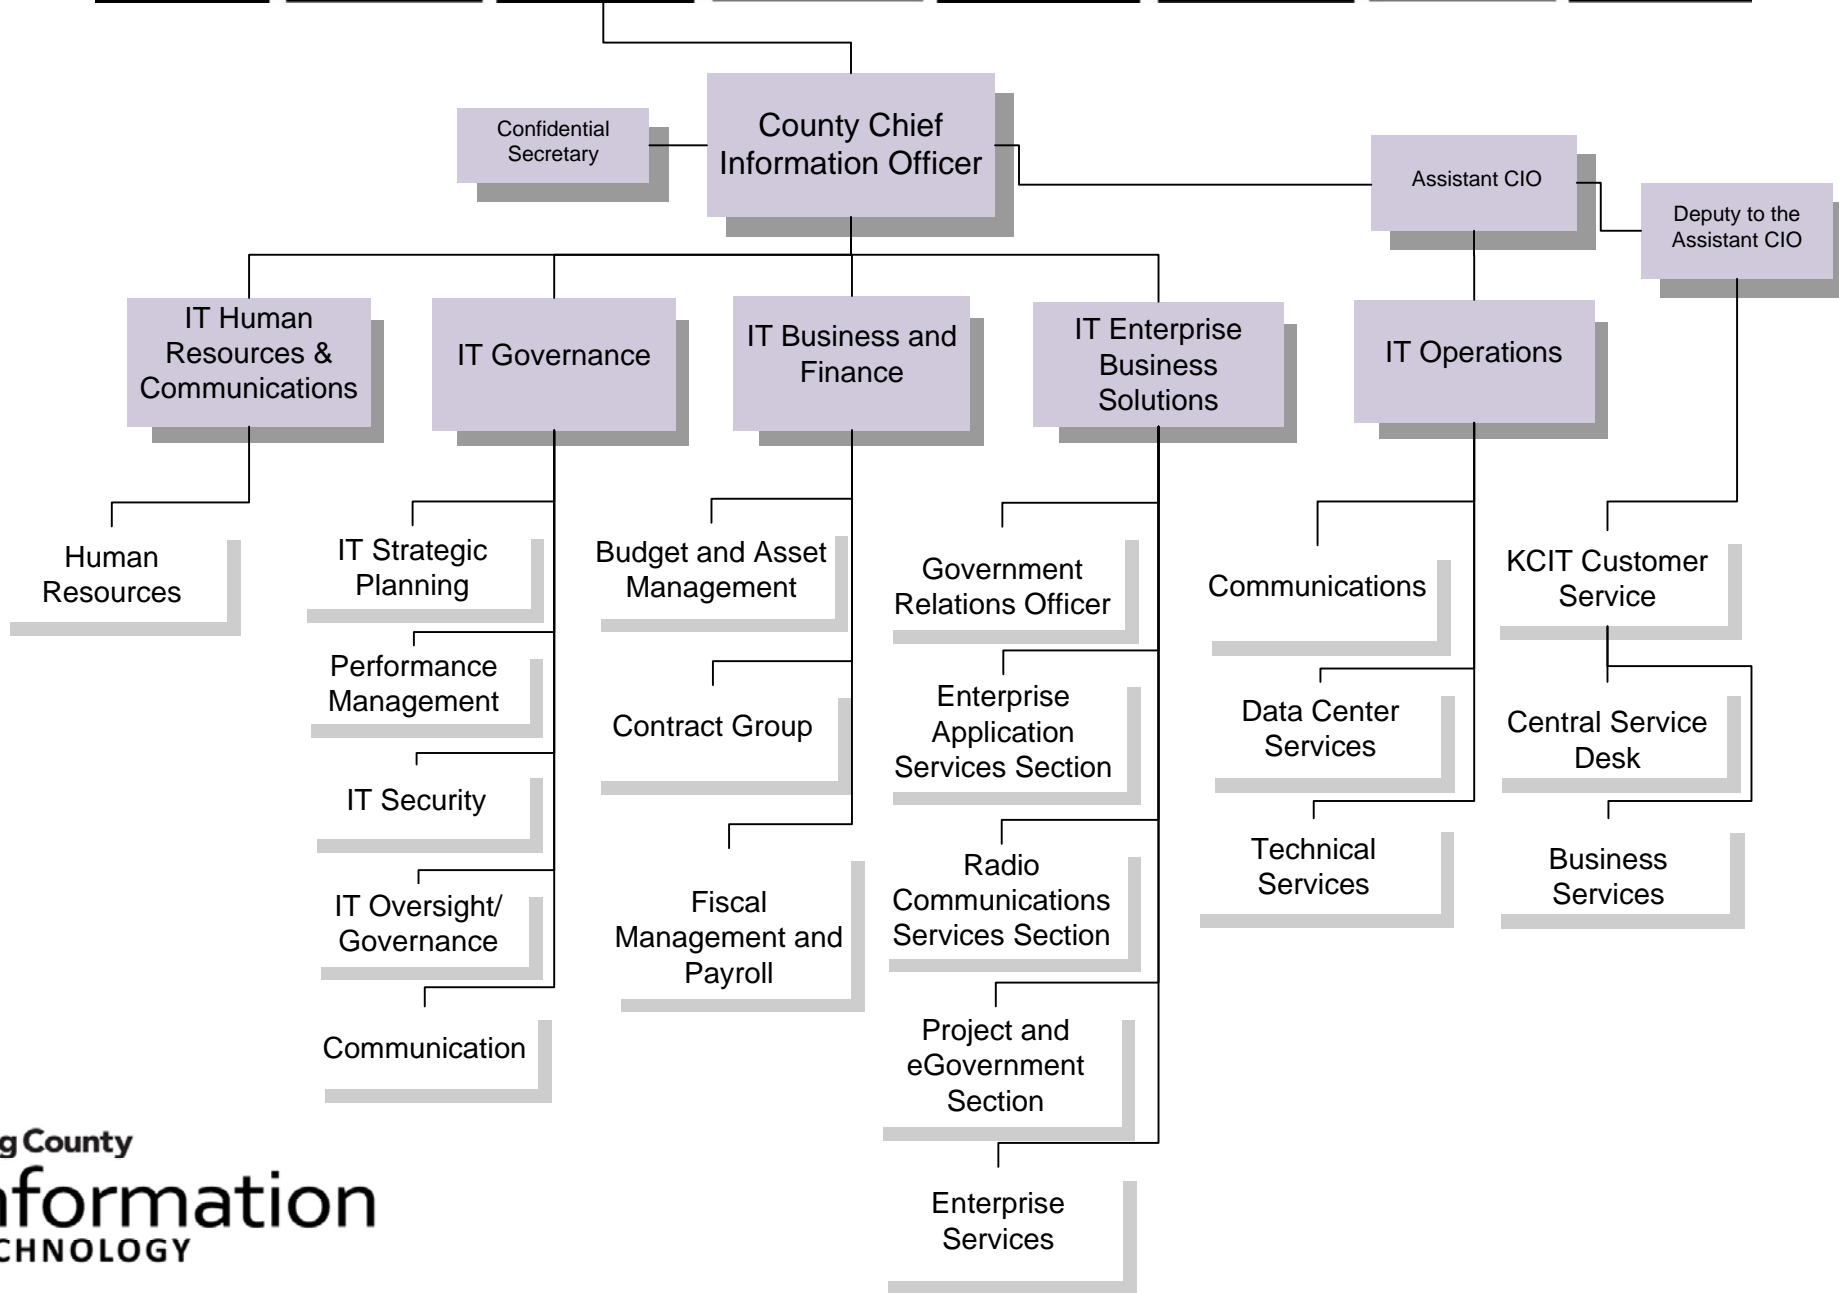 Confidential
Secretary
County Chief
Information Officer
Assistant CIO
Deputy to the
Assistant CIO
IT Human
Resources &
Communications
IT Governance
IT Business and
Finance
IT Enterprise
Business
Solutions
IT Operations
Human
Resources
IT Strategic
Planning
Performance
Management
IT Security
IT Oversight/
Governance
Communication
Budget and Asset
Management
Contract Group
Fiscal
Management and
Payroll
Government
Relations Officer
Enterprise
Application
Services Section
Radio
Communications
Services Section
Project and
eGovernment
Section
Enterprise
Services
Communications
Data Center
Services
Technical
Services
KCIT Customer
Service
Central Service
Desk
Business
Services
g County
nformation
CHNOLOGY